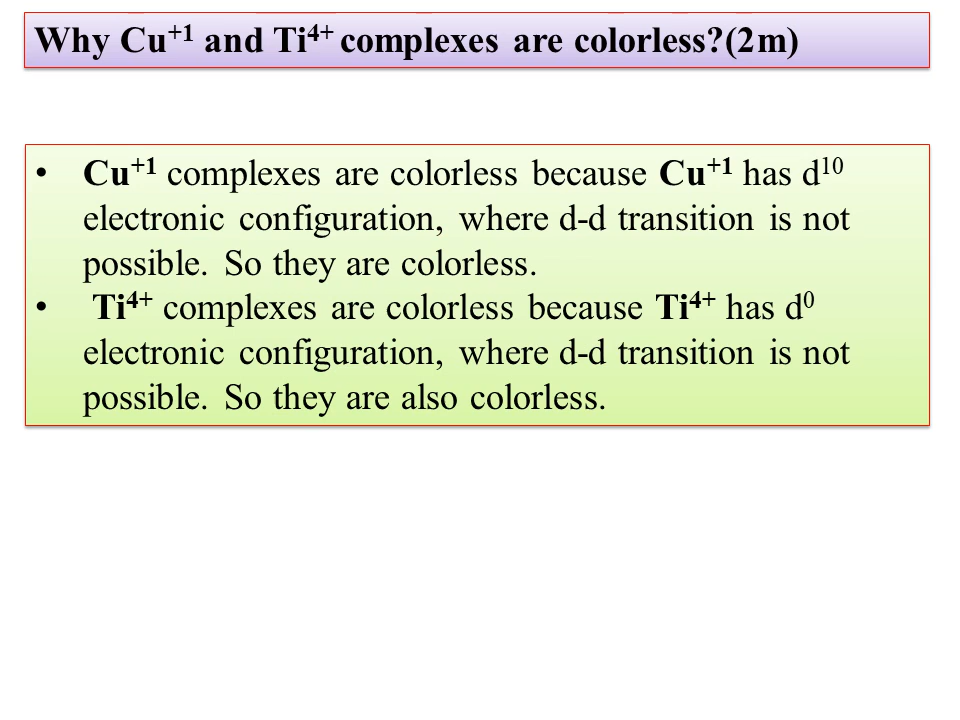 Why Cu⁺¹ and Ti⁴⁺ complexes are colorless?(2m)
• Cu⁺¹ complexes are colorless because Cu⁺¹ has d¹⁰
electronic configuration, where d-d transition is not
possible. So they are colorless.
• Ti⁴⁺ complexes are colorless because Ti⁴⁺ has d⁰
electronic configuration, where d-d transition is not
possible. So they are also colorless.